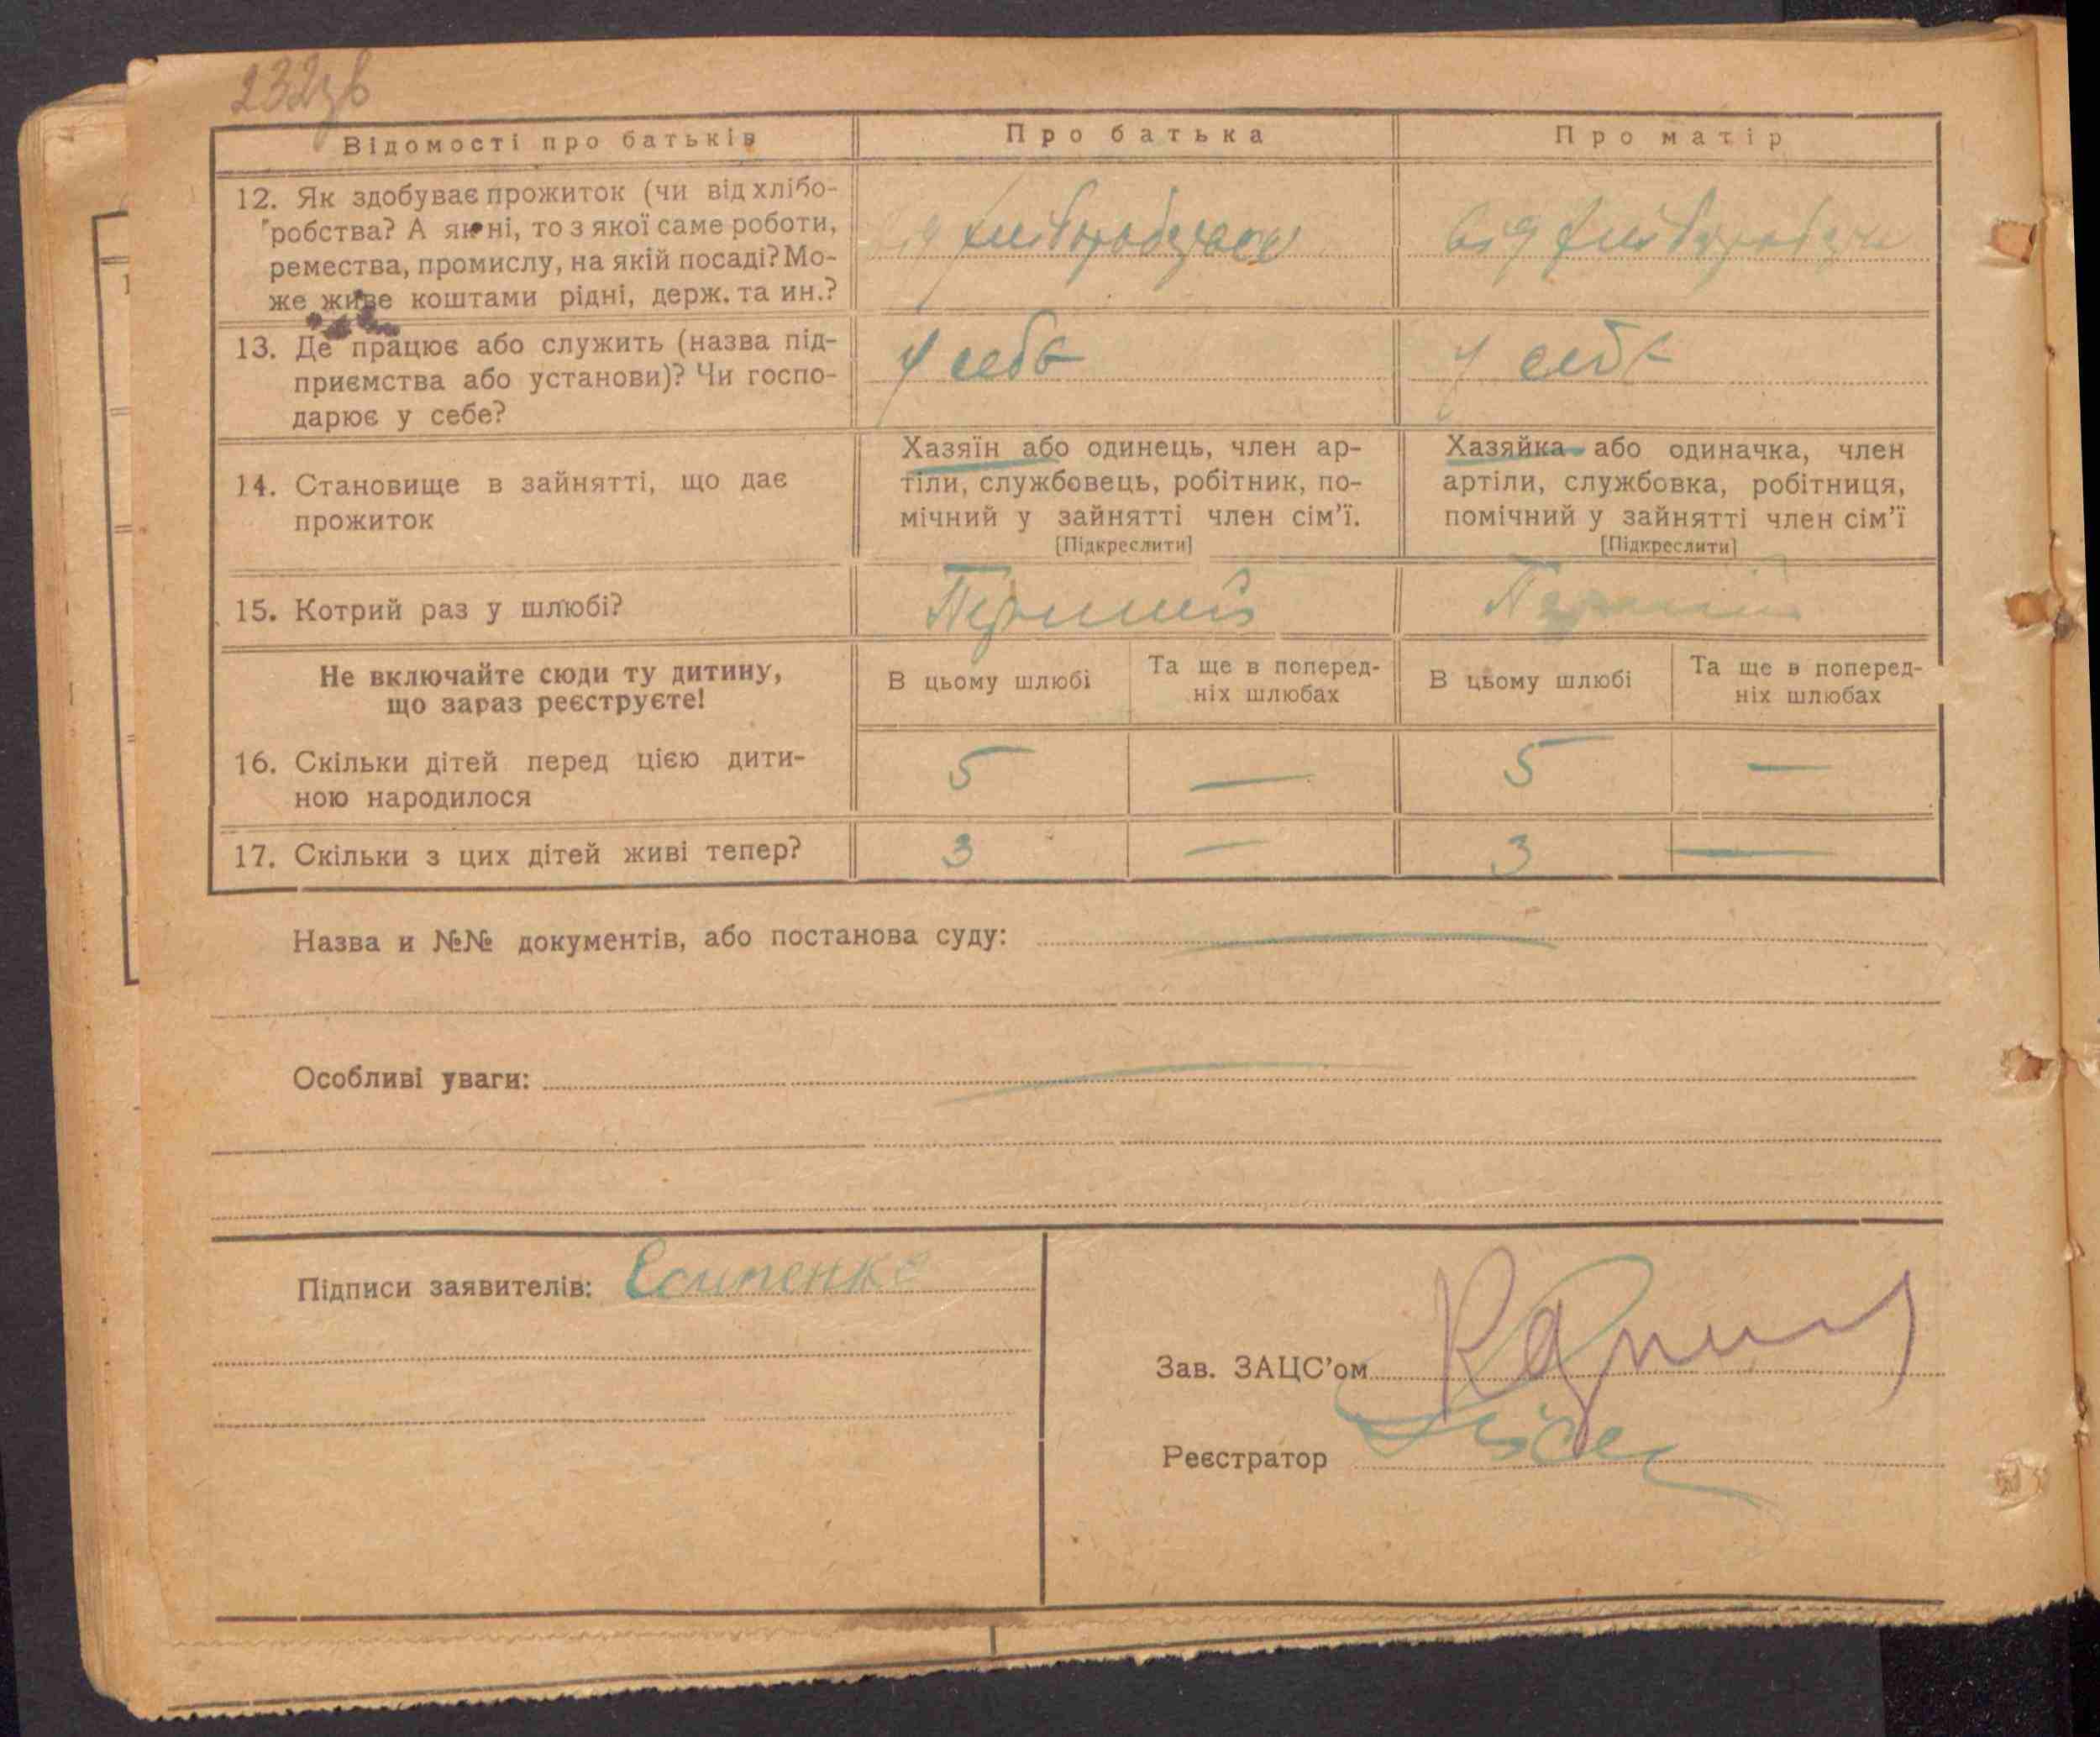 232зв
Відомості про батьків
Про батька
Про матір
12. Як здобуває прожиток (чи від хлібо-
робства? А як ні, то з якої саме роботи,
ремества, промислу, на якій посаді? Мо-
же живе коштами рідні, держ. та ин.?
від хліборобства
від хліборобства
13. Де працює або служить (назва під-
приємства або установи)? Чи госпо-
дарює у себе?
у себе
у себе
14. Становище в зайнятті, що дає
прожиток
Хазяїн або одинець, член ар-
тіли, службовець, робітник, по-
мічний у зайнятті член сім'ї.
[Підкреслити]
Хазяйка або одиначка, член
артіли, службовка, робітниця,
помічний у зайнятті член сім'ї
[Підкреслити]
15. Котрий раз у шлюбі?
Перший
Перший
Не включайте сюди ту дитину,
що зараз реєструєте!
В цьому шлюбі
Та ще в поперед-
ніх шлюбах
В цьому шлюбі
Та ще в поперед-
ніх шлюбах
16. Скільки дітей перед цією дити-
ною народилося
5 — 5 —
17. Скільки з цих дітей живі тепер?
3 — 3 —
Назва и №№ документів, або постанова суду: —
Особливі уваги: —
Підписи заявителів: Єсипенко
Зав. ЗАЦС'ом
Реєстратор